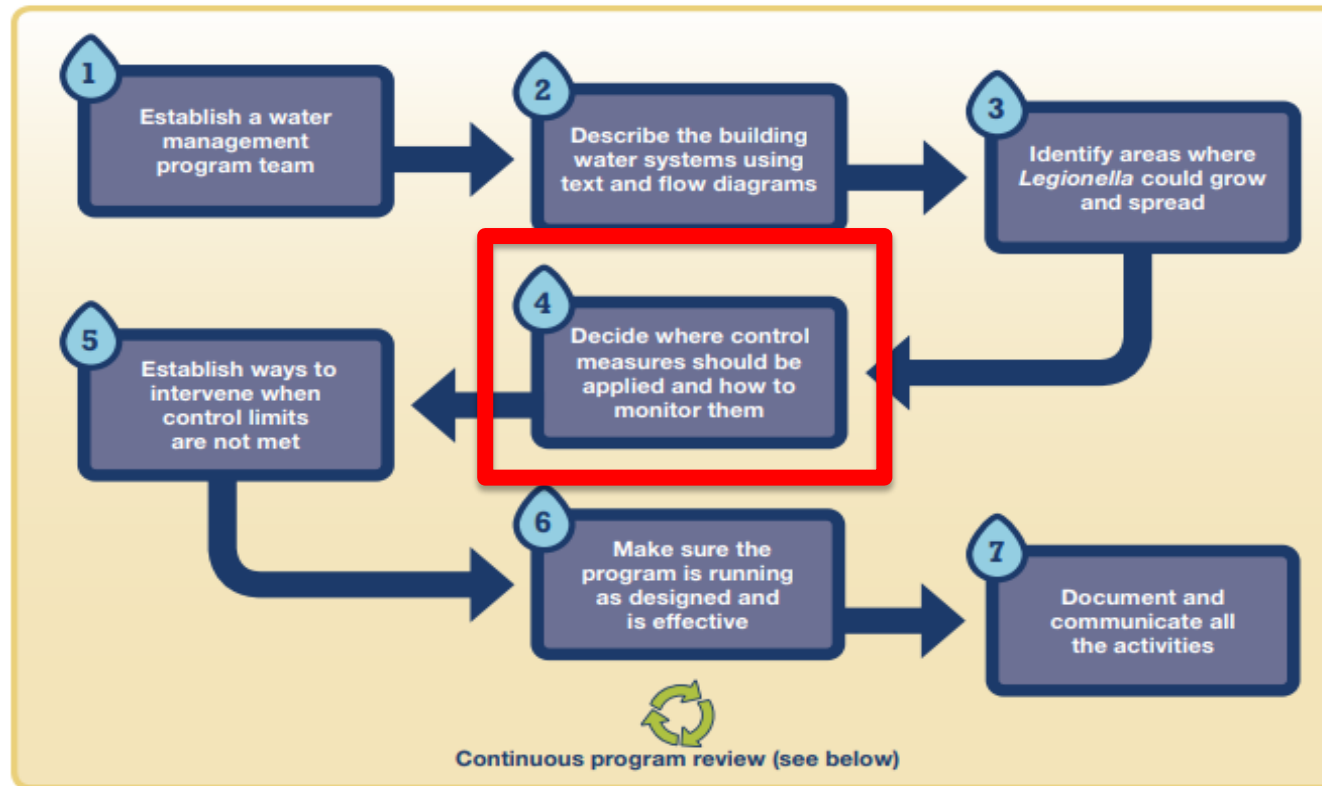 1
Establish a water
management
program team
2
Describe the building
water systems using
text and flow diagrams
3
Identify areas where
Legionella could grow
and spread
4
Decide where control
measures should be
applied and how to
monitor them
5
Establish ways to
intervene when
control limits
are not met
6
Make sure the
program is running
as designed and
is effective
7
Document and
communicate all
the activities
Continuous program review (see below)